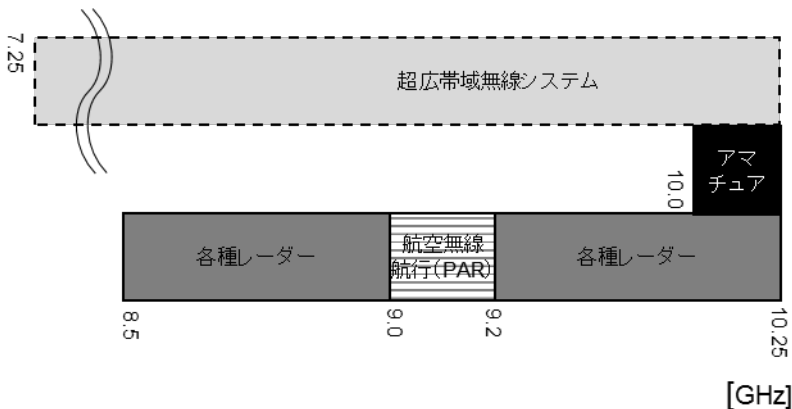 7.25
超広帯域無線システム
アマ
チュア
10.0
各種レーダー
航空無線
航行(PAR)
各種レーダー
8.5
9.0
9.2
10.25
[GHz]